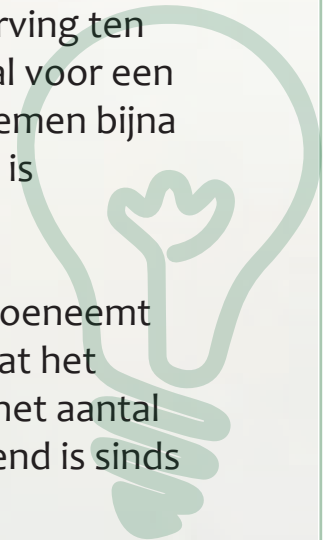 rving ten
al voor een
emen bijna
is
oeneemt
at het
het aantal
end is sinds